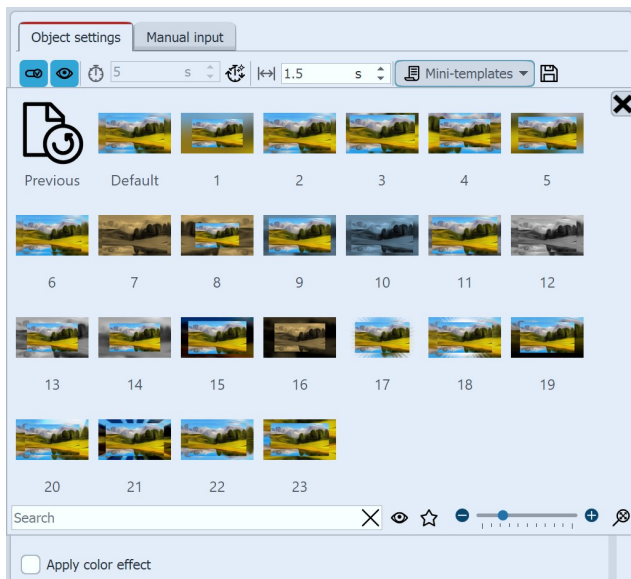 Object settings Manual input
5 s 1.5 s Mini-templates
Previous Default 1 2 3 4 5
6 7 8 9 10 11 12
13 14 15 16 17 18 19
20 21 22 23
Search
Apply color effect